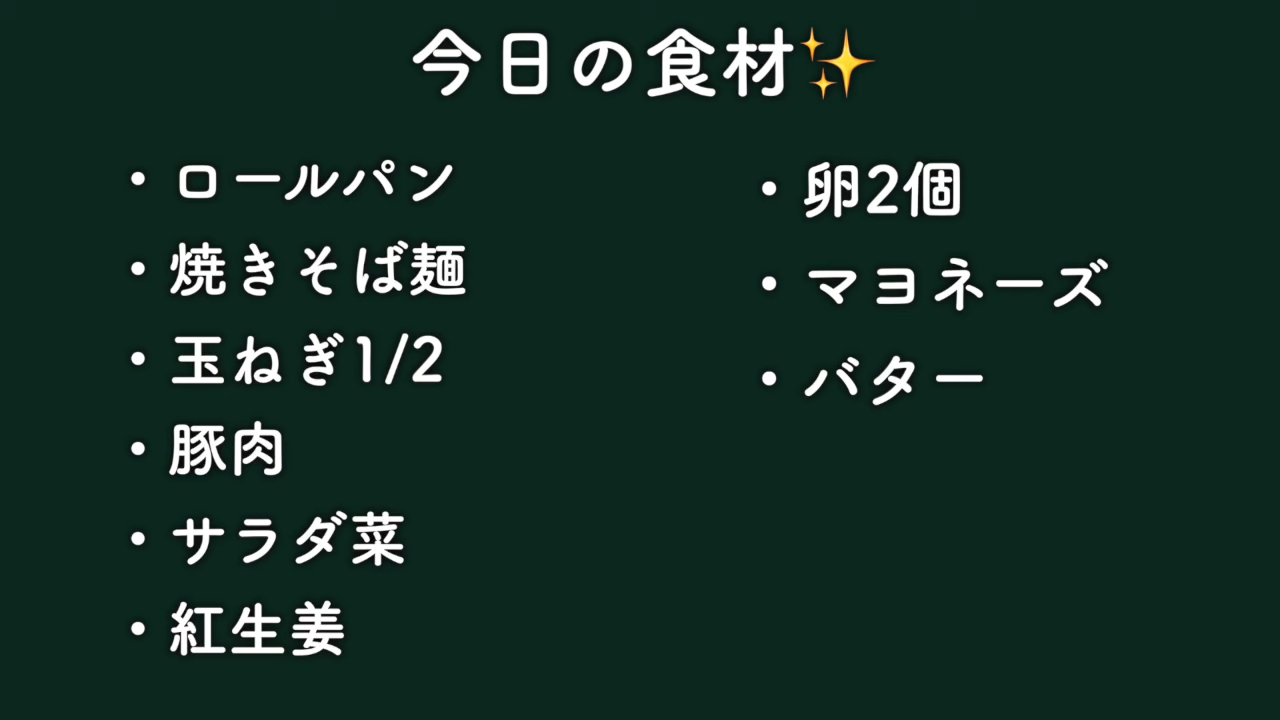 今日の食材✨
・ロールパン
・焼きそば麺
・玉ねぎ1/2
・豚肉
・サラダ菜
・紅生姜
・卵2個
・マヨネーズ
・バター